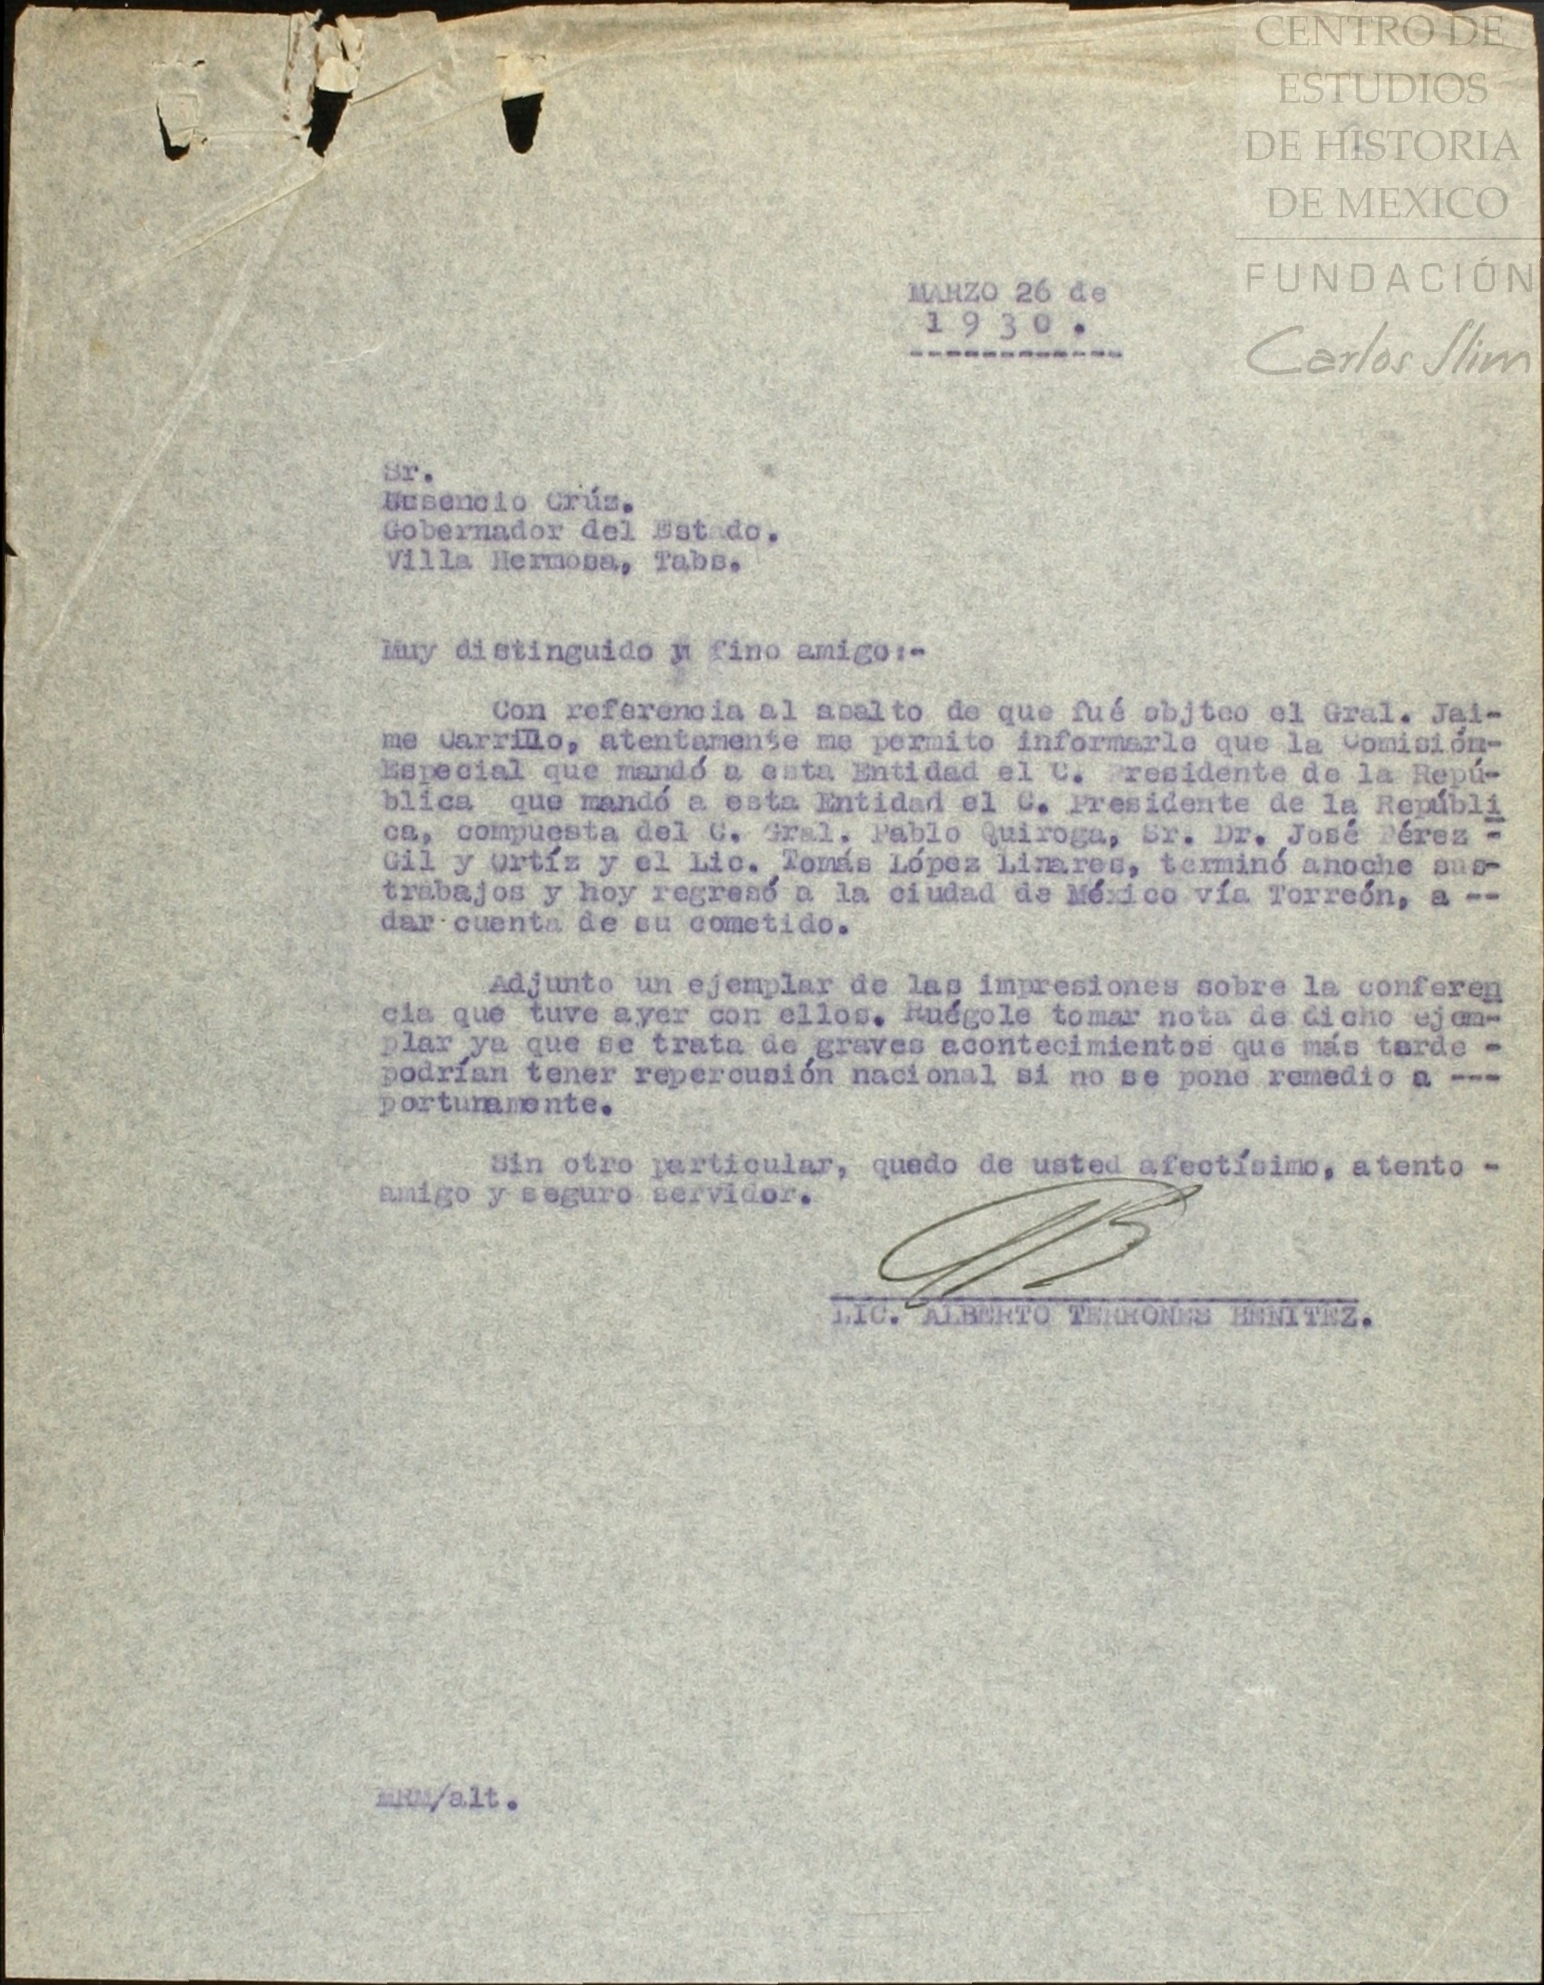 CENTRO DE
ESTUDIOS
DE HISTORIA
DE MEXICO
FUNDACIÓN
Carlos Slim
MARZO 26 de
1 9 3 0 .
-------------
Sr.
Ausencio Crúz.
Gobernador del Estado.
Villa Hermosa, Tabs.
Muy distinguido y fino amigo:-
Con referencia al asalto de que fué objteo el Gral. Jai-
me Carrillo, atentamente me permito informarle que la Comisión-
Especial que mandó a esta Entidad el C. Presidente de la Repú-
blica que mandó a esta Entidad el C. Presidente de la Repúbli
ca, compuesta del C. Gral. Pablo Quiroga, Sr. Dr. José Pérez -
Gil y Ortíz y el Lic. Tomás López Linares, terminó anoche sus-
trabajos y hoy regresó a la ciudad de México vía Torreón, a --
dar cuenta de su cometido.
Adjunto un ejemplar de las impresiones sobre la conferen
cia que tuve ayer con ellos. Ruégole tomar nota de dicho ejem-
plar ya que se trata de graves acontecimientos que más tarde -
podrían tener repercusión nacional si no se pone remedio o ---
portunamente.
Sin otro particular, quedo de usted afectísimo, atento -
amigo y seguro servidor.
LIC. ALBERTO TERRONES BENITEZ.
MRM/alt.